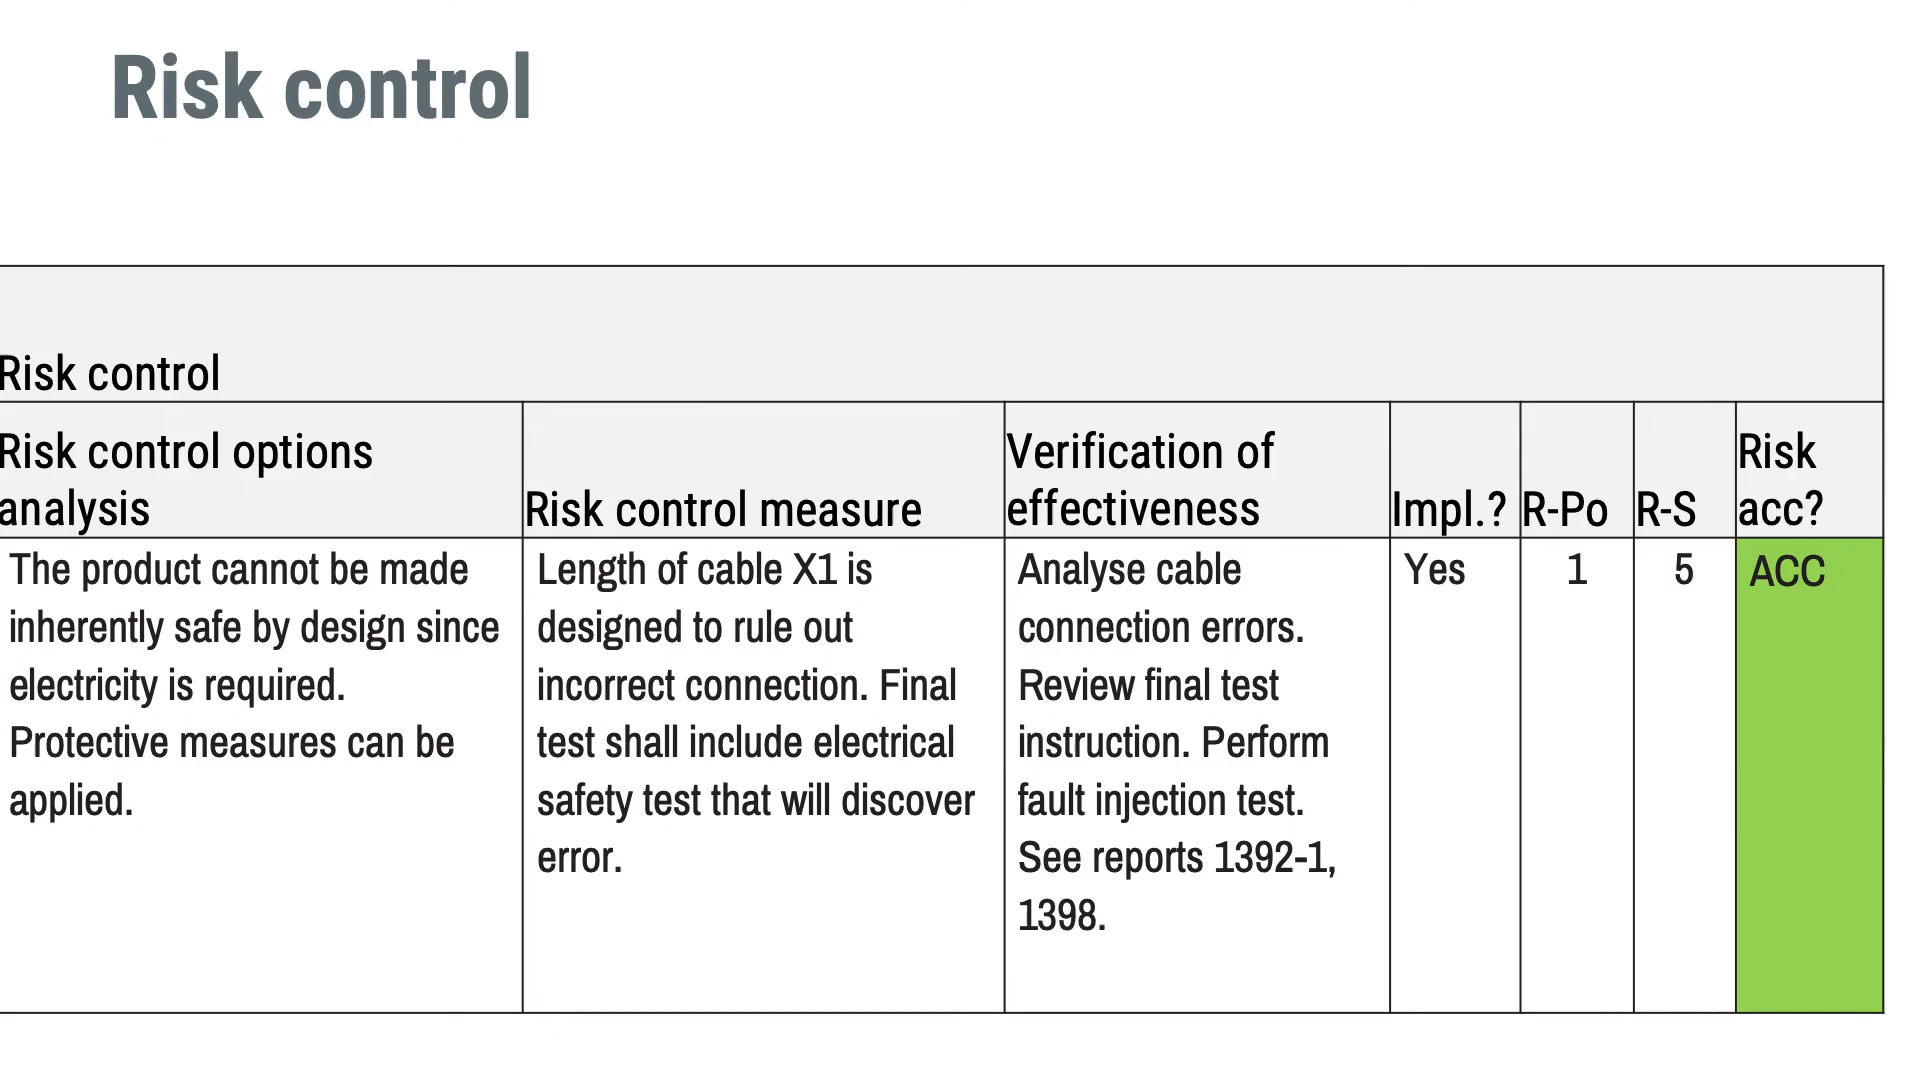 Risk control
Risk control
Risk control options
analysis
Risk control measure
Verification of
effectiveness
Impl.?
R-Po
R-S
Risk
acc?
The product cannot be made
inherently safe by design since
electricity is required.
Protective measures can be
applied.
Length of cable X1 is
designed to rule out
incorrect connection. Final
test shall include electrical
safety test that will discover
error.
Analyse cable
connection errors.
Review final test
instruction. Perform
fault injection test.
See reports 1392-1,
1398.
Yes
1
5
ACC